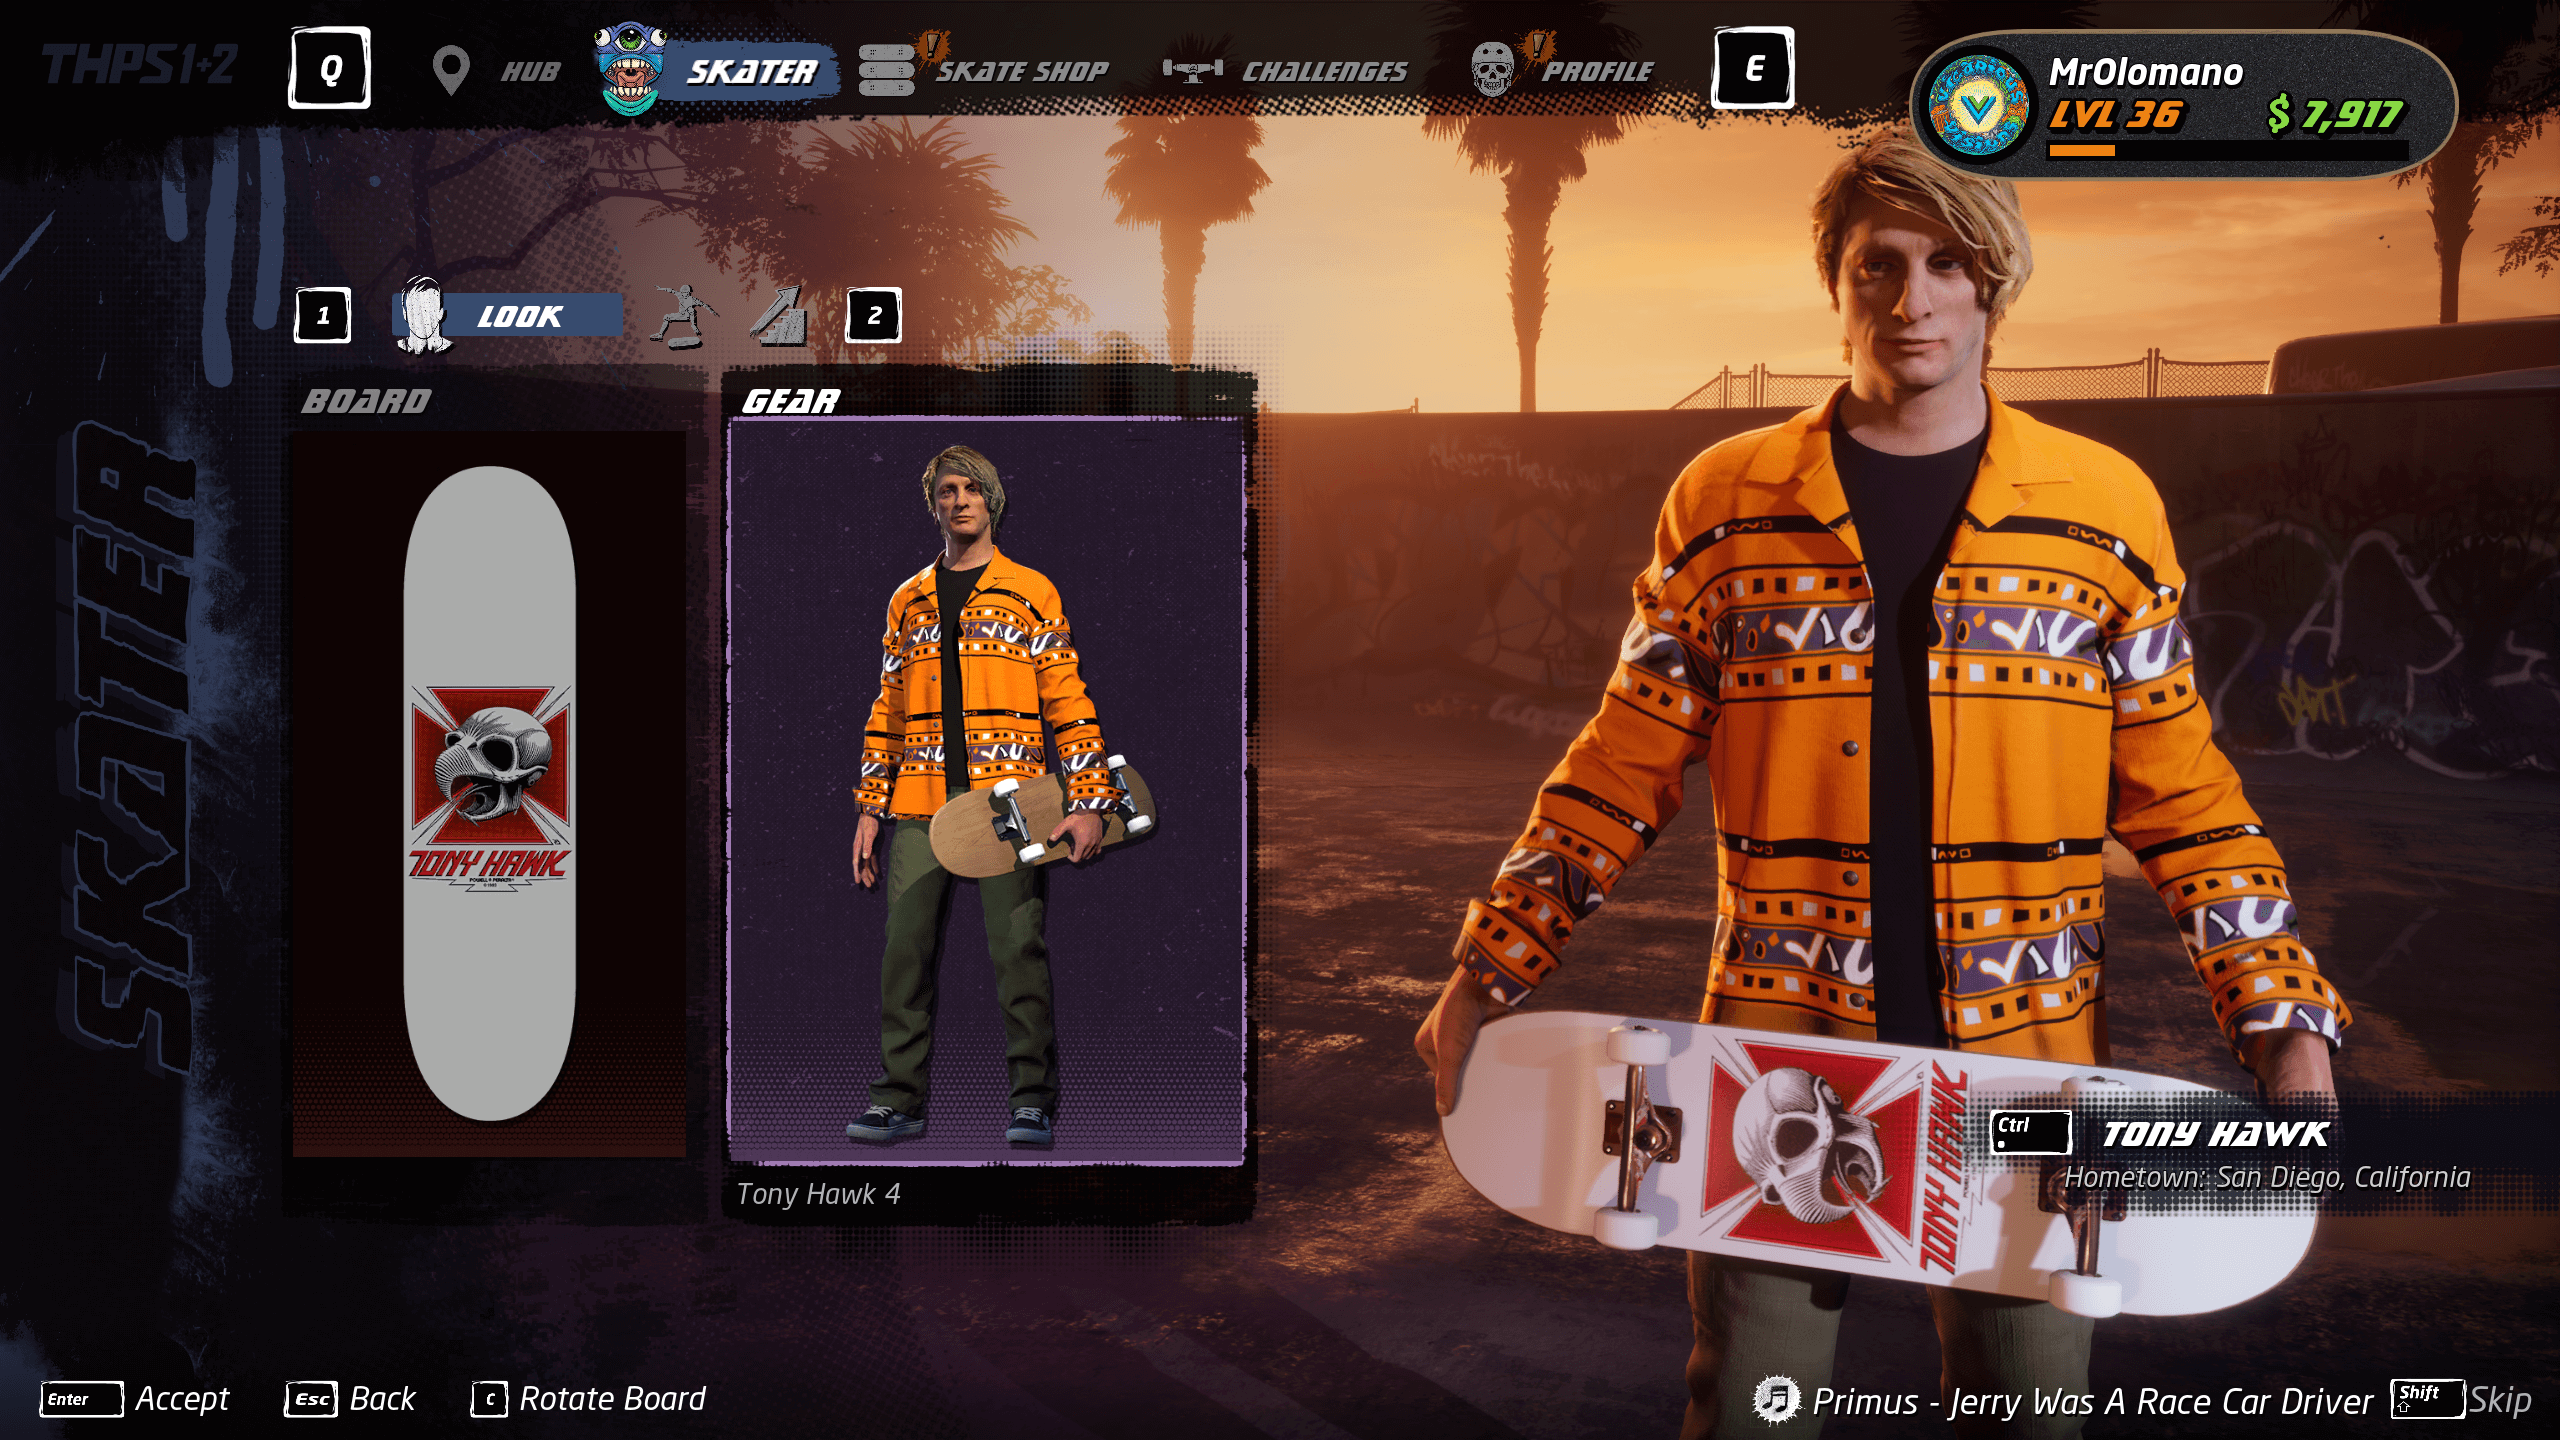 THPS1+2
Q
HUB
SKATER
SKATE SHOP
CHALLENGES
PROFILE
E
MrOlomano
LVL 36
$ 7,917
1
LOOK
2
BOARD
GEAR
SKATER
TONY HAWK
Tony Hawk 4
TONY HAWK
Ctrl
TONY HAWK
Hometown: San Diego, California
Enter
Accept
Esc
Back
C
Rotate Board
Primus - Jerry Was A Race Car Driver
Shift
Skip